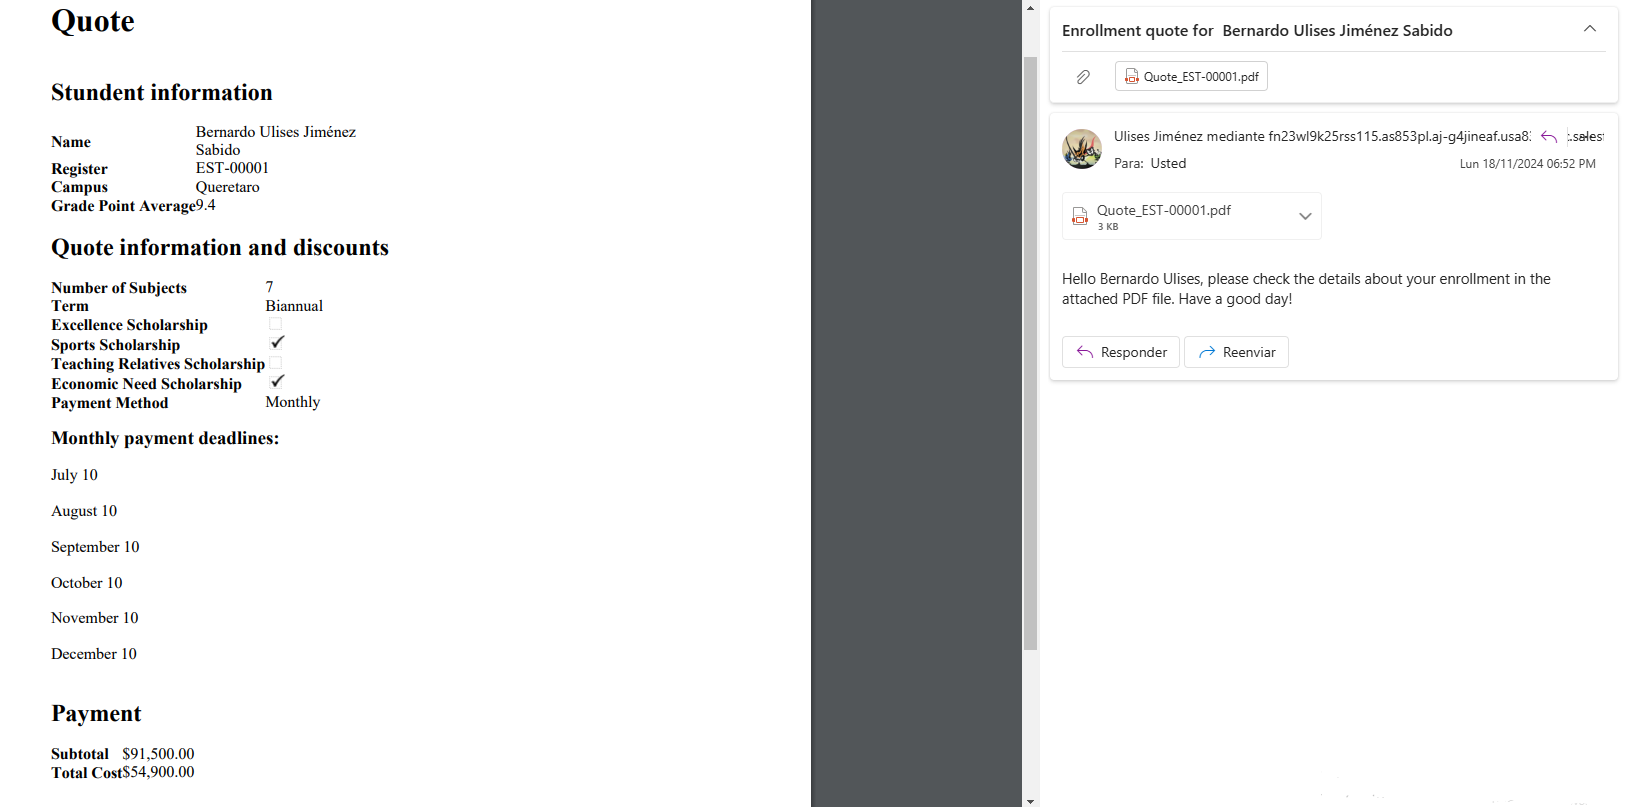 Quote
Stundent information
Name Bernardo Ulises Jiménez
Sabido
Register EST-00001
Campus Queretaro
Grade Point Average 9.4
Quote information and discounts
Number of Subjects 7
Term Biannual
Excellence Scholarship
Sports Scholarship ✓
Teaching Relatives Scholarship
Economic Need Scholarship ✓
Payment Method Monthly
Monthly payment deadlines:
July 10
August 10
September 10
October 10
November 10
December 10
Payment
Subtotal $91,500.00
Total Cost $54,900.00
Enrollment quote for Bernardo Ulises Jiménez Sabido
Quote_EST-00001.pdf
Ulises Jiménez mediante fn23wl9k25rss115.as853pl.aj-g4jineaf.usa8
Para: Usted
Lun 18/11/2024 06:52 PM
Quote_EST-00001.pdf
3 KB
Hello Bernardo Ulises, please check the details about your enrollment in the
attached PDF file. Have a good day!
Responder
Reenviar